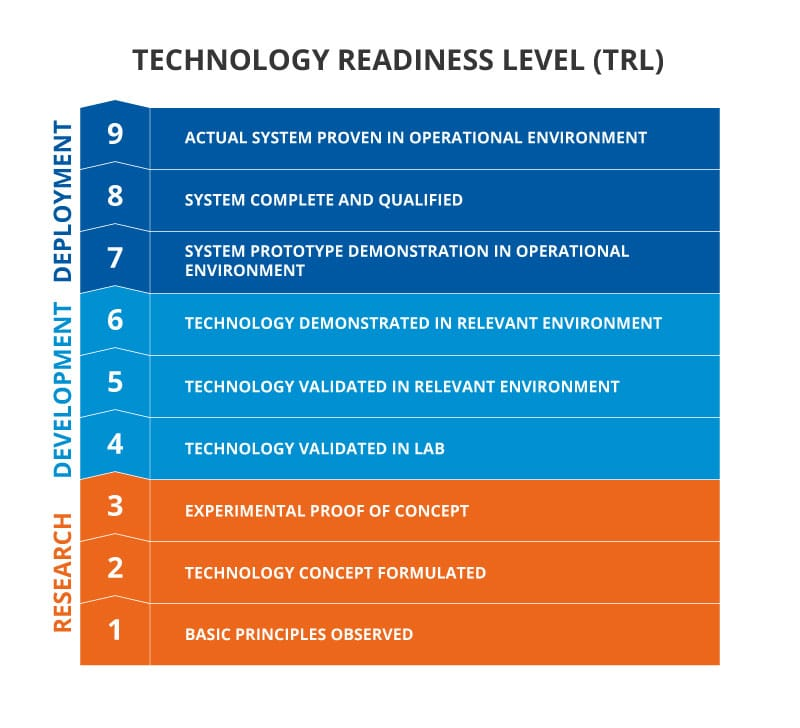 TECHNOLOGY READINESS LEVEL (TRL)
DEPLOYMENT
9
ACTUAL SYSTEM PROVEN IN OPERATIONAL ENVIRONMENT
8
SYSTEM COMPLETE AND QUALIFIED
7
SYSTEM PROTOTYPE DEMONSTRATION IN OPERATIONAL
ENVIRONMENT
DEVELOPMENT
6
TECHNOLOGY DEMONSTRATED IN RELEVANT ENVIRONMENT
5
TECHNOLOGY VALIDATED IN RELEVANT ENVIRONMENT
4
TECHNOLOGY VALIDATED IN LAB
RESEARCH
3
EXPERIMENTAL PROOF OF CONCEPT
2
TECHNOLOGY CONCEPT FORMULATED
1
BASIC PRINCIPLES OBSERVED